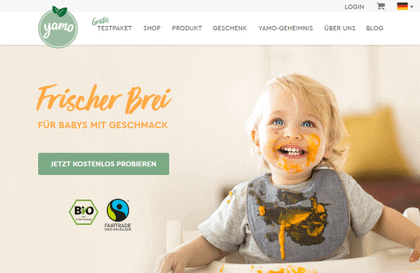 LOGIN
yamo
Gratis
TESTPAKET SHOP PRODUKT GESCHENK YAMO-GEHEIMNIS ÜBER UNS BLOG
Frischer Brei
FÜR BABYS MIT GESCHMACK
JETZT KOSTENLOS PROBIEREN
BIO
FAIRTRADE